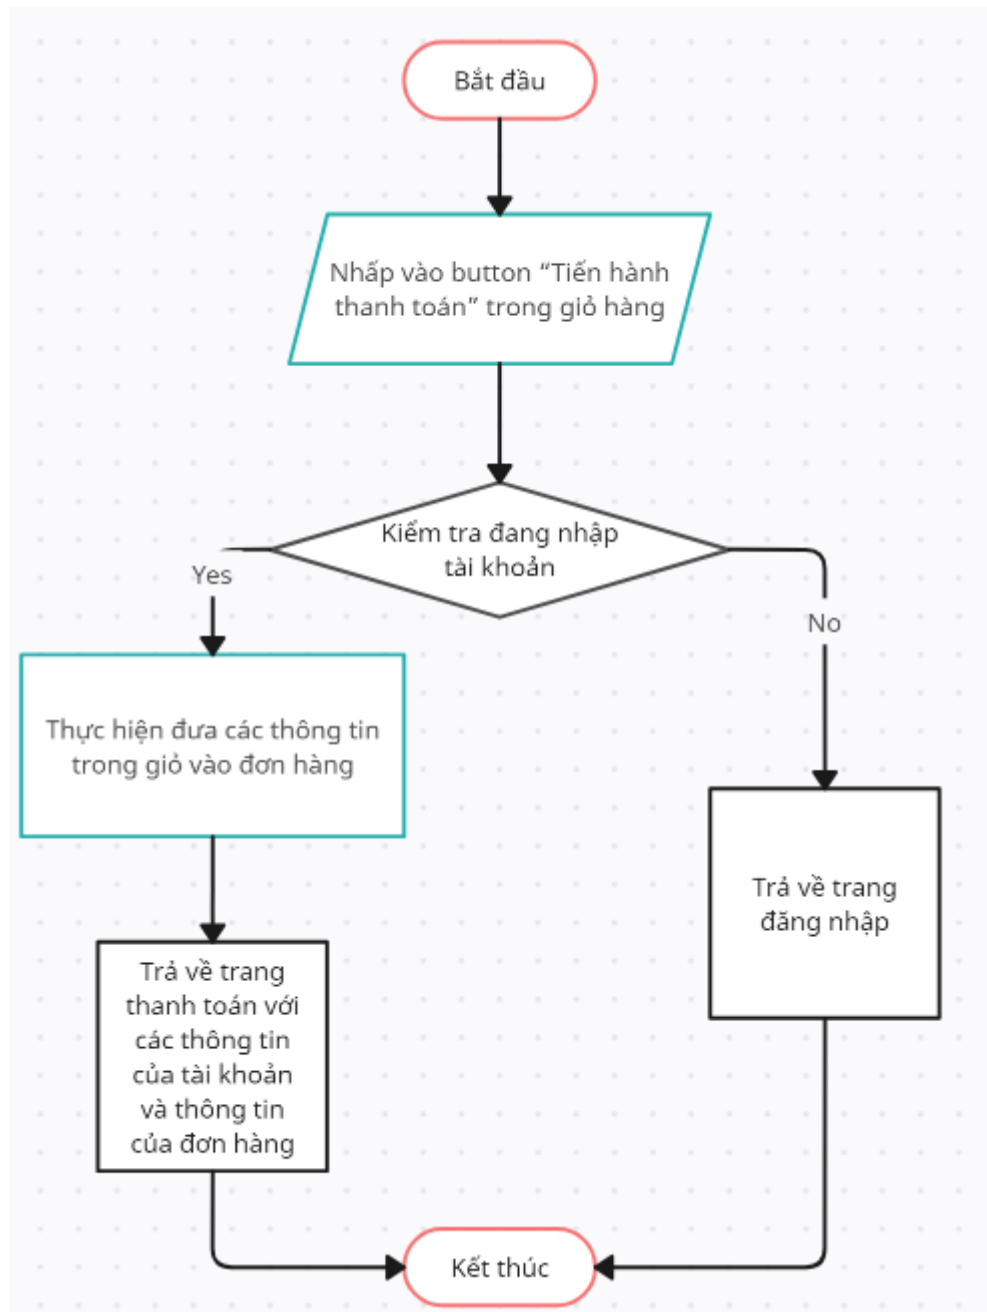 Bắt đầu
Nhấp vào button “Tiến hành
thanh toán” trong giỏ hàng
Kiểm tra đang nhập
tài khoản
Yes
No
Thực hiện đưa các thông tin
trong giỏ vào đơn hàng
Trả về trang
đăng nhập
Trả về trang
thanh toán với
các thông tin
của tài khoản
và thông tin
của đơn hàng
Kết thúc